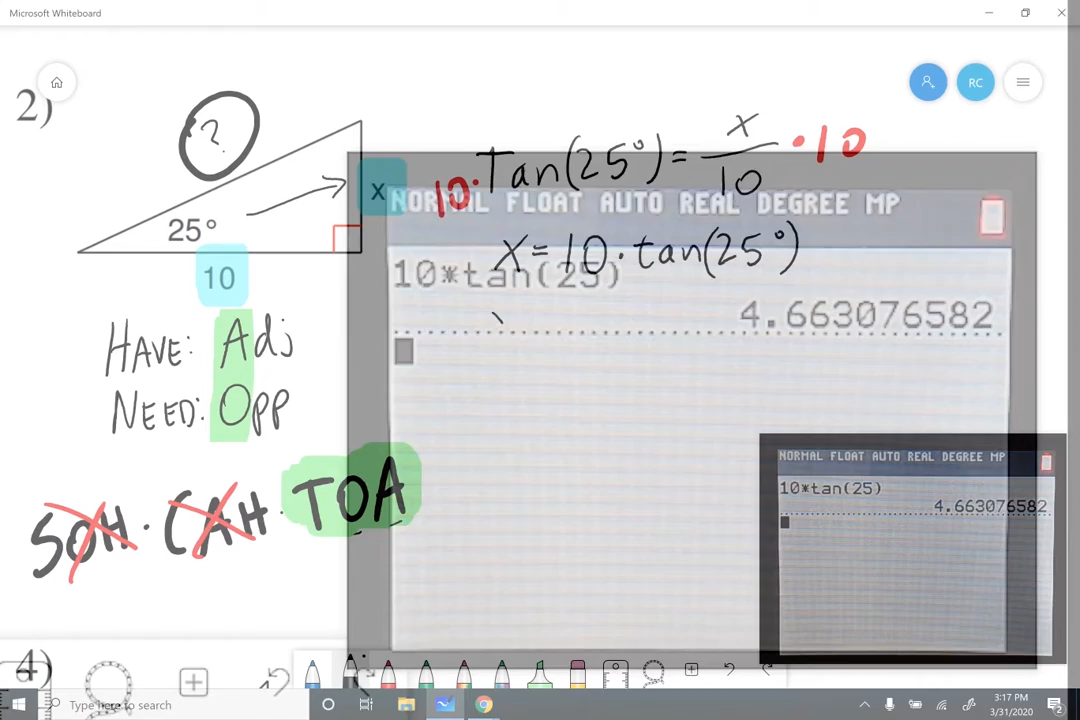 Microsoft Whiteboard
2)
?
RC
Tan(25°) = x/10 • 10
10•
x
NORMAL FLOAT AUTO REAL DEGREE MP
25°
x = 10 • tan(25°)
10*tan(25)
4.663076582
10
HAVE: Adj
NEED: Opp
SOH • CAH • TOA
NORMAL FLOAT AUTO REAL DEGREE MP
10*tan(25)
4.663076582
4)
Type here to search
3:17 PM
3/31/2020
2